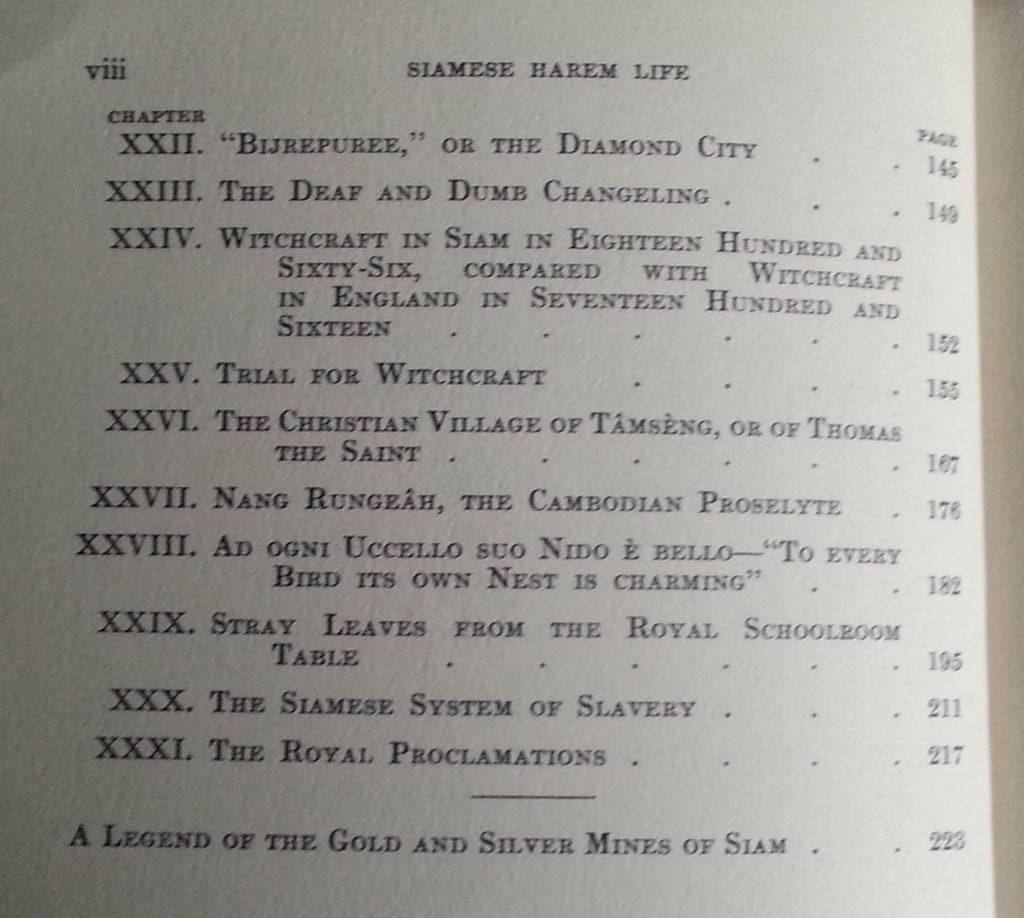 viii SIAMESE HAREM LIFE
CHAPTER PAGE
XXII. “BIJREPUREE,” OR THE DIAMOND CITY . . 145
XXIII. THE DEAF AND DUMB CHANGELING . . . 149
XXIV. WITCHCRAFT IN SIAM IN EIGHTEEN HUNDRED AND
SIXTY-SIX, COMPARED WITH WITCHCRAFT
IN ENGLAND IN SEVENTEEN HUNDRED AND
SIXTEEN . . . . . . 152
XXV. TRIAL FOR WITCHCRAFT . . . . 155
XXVI. THE CHRISTIAN VILLAGE OF TÂMSÈNG, OR OF THOMAS
THE SAINT . . . . . . 167
XXVII. NANG RUNGEÂH, THE CAMBODIAN PROSELYTE . 176
XXVIII. AD OGNI UCCELLO SUO NIDO È BELLO—“TO EVERY
BIRD ITS OWN NEST IS CHARMING” . . 182
XXIX. STRAY LEAVES FROM THE ROYAL SCHOOLROOM
TABLE . . . . . . 195
XXX. THE SIAMESE SYSTEM OF SLAVERY . . . 211
XXXI. THE ROYAL PROCLAMATIONS . . . . 217
A LEGEND OF THE GOLD AND SILVER MINES OF SIAM . . 223